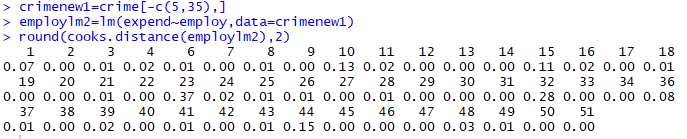 > crimenew1=crime[-c(5,35),]
> employlm2=lm(expend~employ,data=crimenew1)
> round(cooks.distance(employlm2),2)
1 2 3 4 6 7 8 9 10 11 12 13 14 15 16 17 18
0.07 0.00 0.01 0.02 0.01 0.00 0.01 0.00 0.13 0.02 0.00 0.00 0.02 0.11 0.02 0.00 0.01
19 20 21 22 23 24 25 26 27 28 29 30 31 32 33 34 36
0.00 0.00 0.01 0.00 0.37 0.02 0.01 0.01 0.00 0.01 0.00 0.01 0.00 0.28 0.00 0.00 0.08
37 38 39 40 41 42 43 44 45 46 47 48 49 50 51
0.01 0.00 0.02 0.00 0.01 0.00 0.01 0.15 0.00 0.00 0.00 0.03 0.01 0.00 0.00